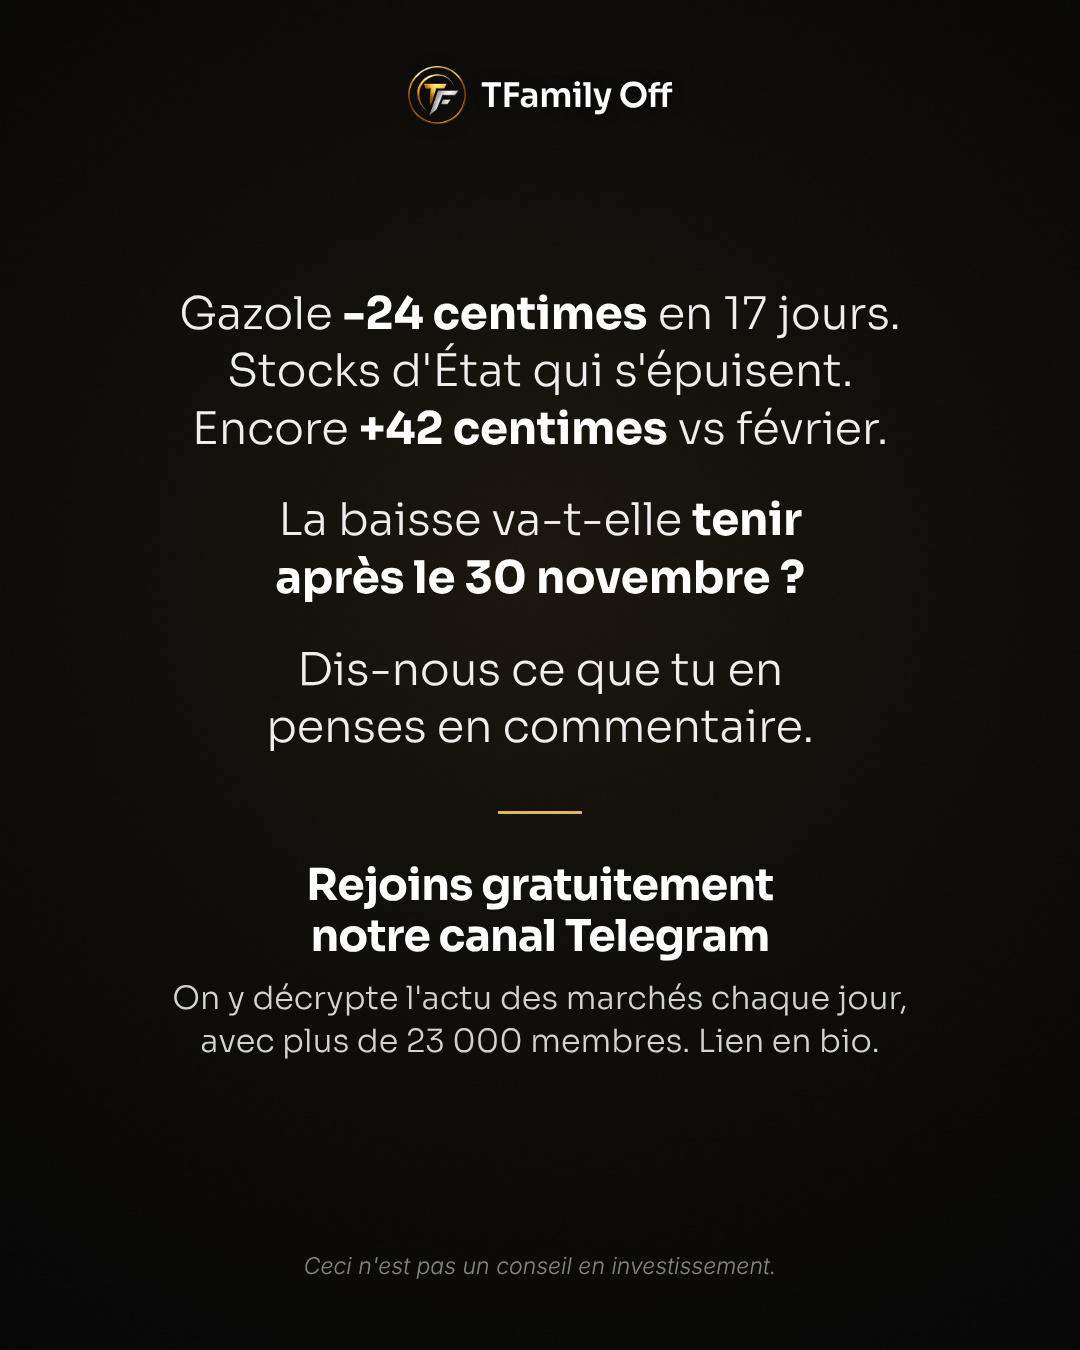 TF TFamily Off
Gazole -24 centimes en 17 jours.
Stocks d'État qui s'épuisent.
Encore +42 centimes vs février.
La baisse va-t-elle tenir
après le 30 novembre ?
Dis-nous ce que tu en
penses en commentaire.
Rejoins gratuitement
notre canal Telegram
On y décrypte l'actu des marchés chaque jour,
avec plus de 23 000 membres. Lien en bio.
Ceci n'est pas un conseil en investissement.